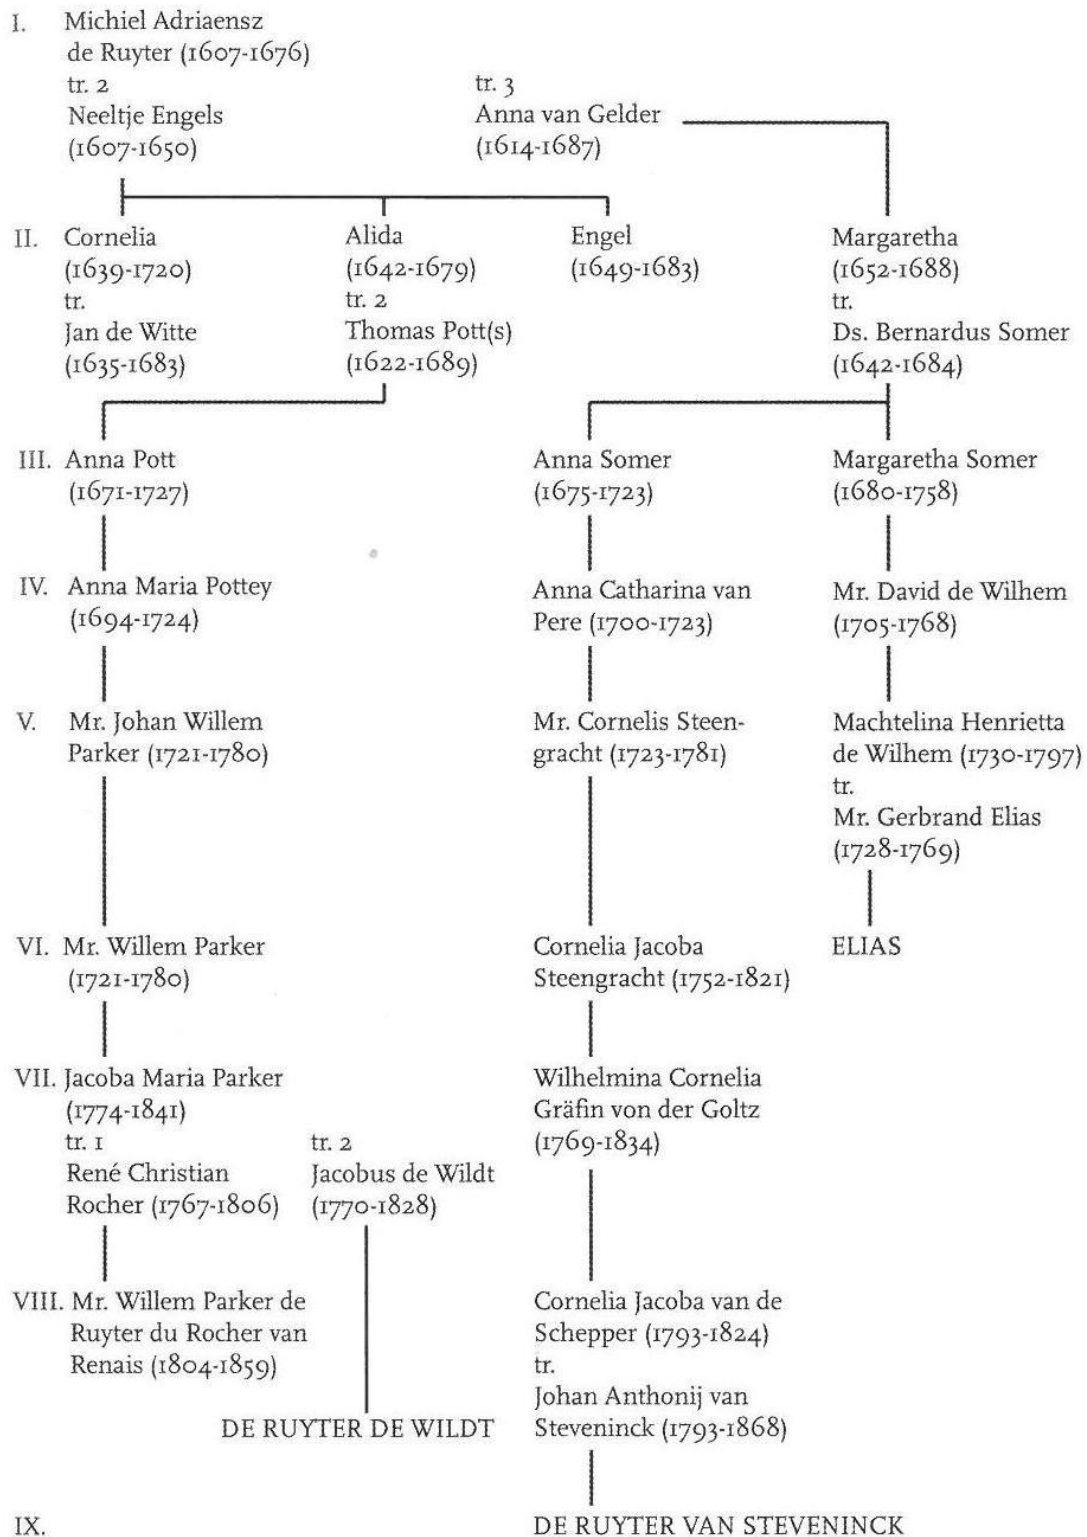 I. Michiel Adriaensz
de Ruyter (1607-1676)
tr. 2
Neeltje Engels
(1607-1650)
tr. 3
Anna van Gelder
(1614-1687)
II. Cornelia
(1639-1720)
tr.
Jan de Witte
(1635-1683)
Alida
(1642-1679)
tr. 2
Thomas Pott(s)
(1622-1689)
Engel
(1649-1683)
Margaretha
(1652-1688)
tr.
Ds. Bernardus Somer
(1642-1684)
III. Anna Pott
(1671-1727)
Anna Somer
(1675-1723)
Margaretha Somer
(1680-1758)
IV. Anna Maria Pottey
(1694-1724)
Anna Catharina van
Pere (1700-1723)
Mr. David de Wilhem
(1705-1768)
V. Mr. Johan Willem
Parker (1721-1780)
Mr. Cornelis Steen-
gracht (1723-1781)
Machtelina Henrietta
de Wilhem (1730-1797)
tr.
Mr. Gerbrand Elias
(1728-1769)
VI. Mr. Willem Parker
(1721-1780)
Cornelia Jacoba
Steengracht (1752-1821)
ELIAS
VII. Jacoba Maria Parker
(1774-1841)
tr. 1
René Christian
Rocher (1767-1806)
tr. 2
Jacobus de Wildt
(1770-1828)
Wilhelmina Cornelia
Gräfin von der Goltz
(1769-1834)
VIII. Mr. Willem Parker de
Ruyter du Rocher van
Renais (1804-1859)
DE RUYTER DE WILDT
Cornelia Jacoba van de
Schepper (1793-1824)
tr.
Johan Anthonij van
Steveninck (1793-1868)
IX.
DE RUYTER VAN STEVENINCK